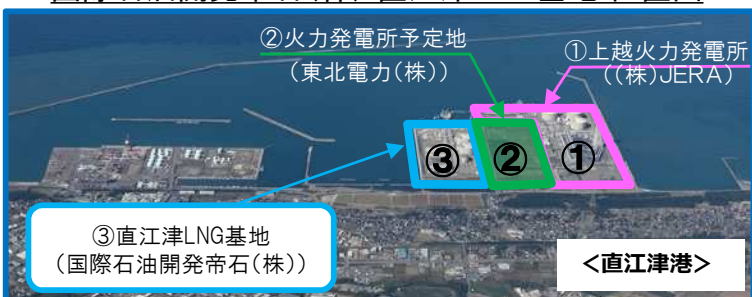 ②火力発電所予定地
(東北電力(株))
①上越火力発電所
((株)JERA)
③
②
①
③直江津LNG基地
(国際石油開発帝石(株))
<直江津港>